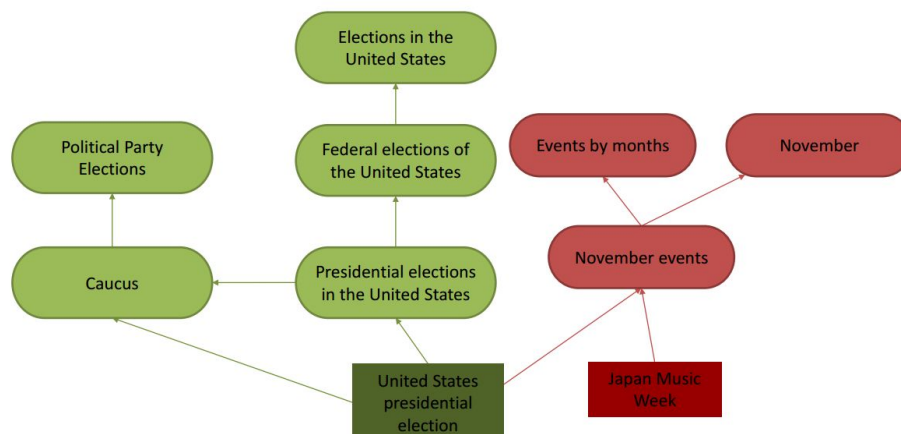 Elections in the
United States
Political Party
Elections
Federal elections of
the United States
Events by months
November
Caucus
Presidential elections
in the United States
November events
United States
presidential
election
Japan Music
Week